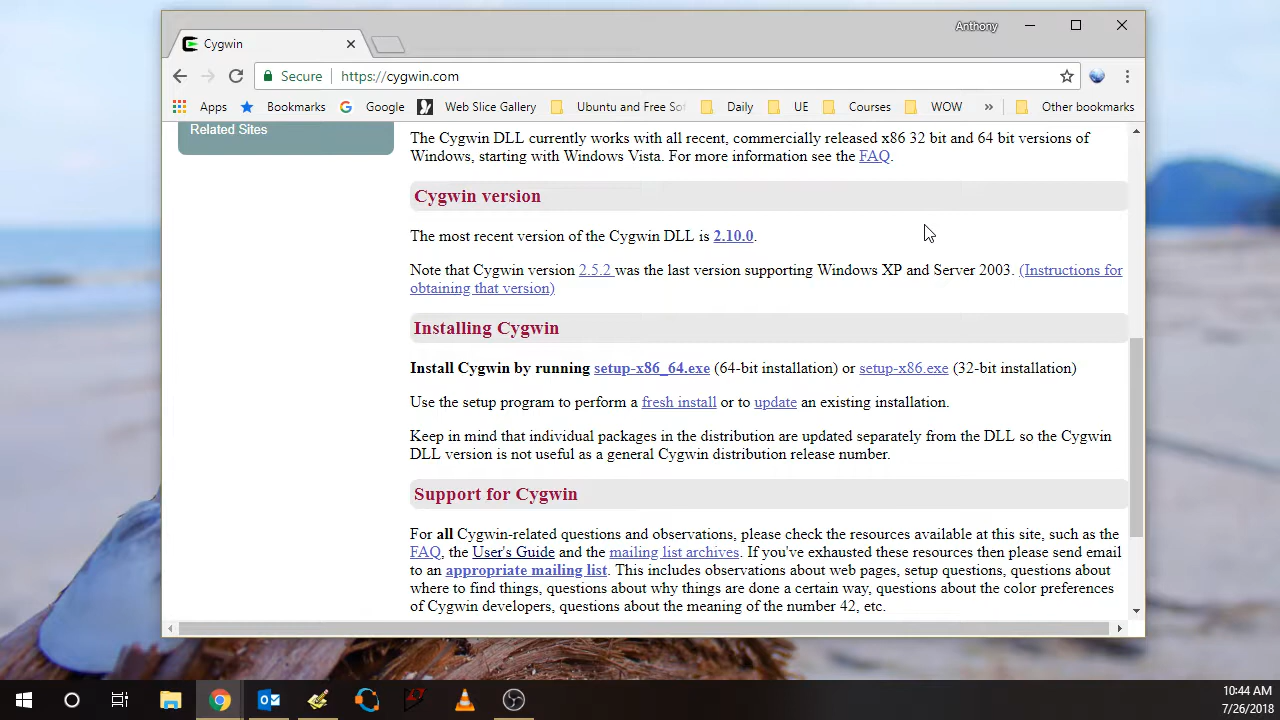 Anthony
Cygwin
Secure
https://cygwin.com
Apps
Bookmarks
Google
Web Slice Gallery
Ubuntu and Free Sof
Daily
UE
Courses
WOW
»
Other bookmarks
Related Sites
The Cygwin DLL currently works with all recent, commercially released x86 32 bit and 64 bit versions of
Windows, starting with Windows Vista. For more information see the FAQ.
Cygwin version
The most recent version of the Cygwin DLL is 2.10.0.
Note that Cygwin version 2.5.2 was the last version supporting Windows XP and Server 2003. (Instructions for
obtaining that version)
Installing Cygwin
Install Cygwin by running setup-x86_64.exe (64-bit installation) or setup-x86.exe (32-bit installation)
Use the setup program to perform a fresh install or to update an existing installation.
Keep in mind that individual packages in the distribution are updated separately from the DLL so the Cygwin
DLL version is not useful as a general Cygwin distribution release number.
Support for Cygwin
For all Cygwin-related questions and observations, please check the resources available at this site, such as the
FAQ, the User's Guide and the mailing list archives. If you've exhausted these resources then please send email
to an appropriate mailing list. This includes observations about web pages, setup questions, questions about
where to find things, questions about why things are done a certain way, questions about the color preferences
of Cygwin developers, questions about the meaning of the number 42, etc.
10:44 AM
7/26/2018